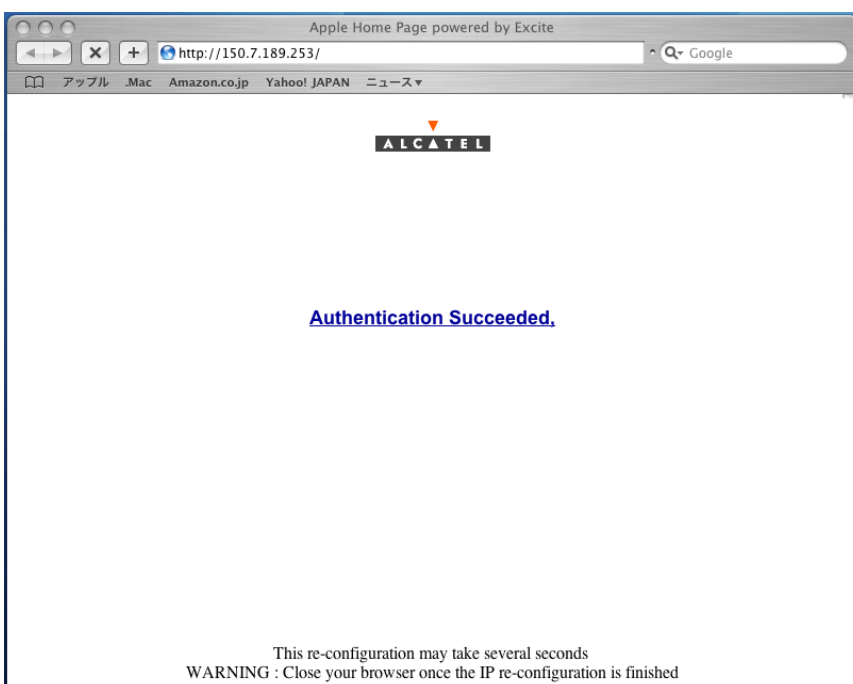 Apple Home Page powered by Excite
http://150.7.189.253/
Google
アップル .Mac Amazon.co.jp Yahoo! JAPAN ニュース▼
ALCATEL
Authentication Succeeded,
This re-configuration may take several seconds
WARNING : Close your browser once the IP re-configuration is finished